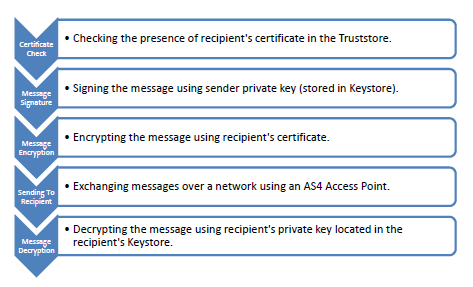 Certificate
Check
• Checking the presence of recipient's certificate in the Truststore.
Message
Signature
• Signing the message using sender private key (stored in Keystore).
Message
Encryption
• Encrypting the message using recipient's certificate.
Sending To
Recipient
• Exchanging messages over a network using an AS4 Access Point.
Message
Decryption
• Decrypting the message using recipient's private key located in the
recipient's Keystore.